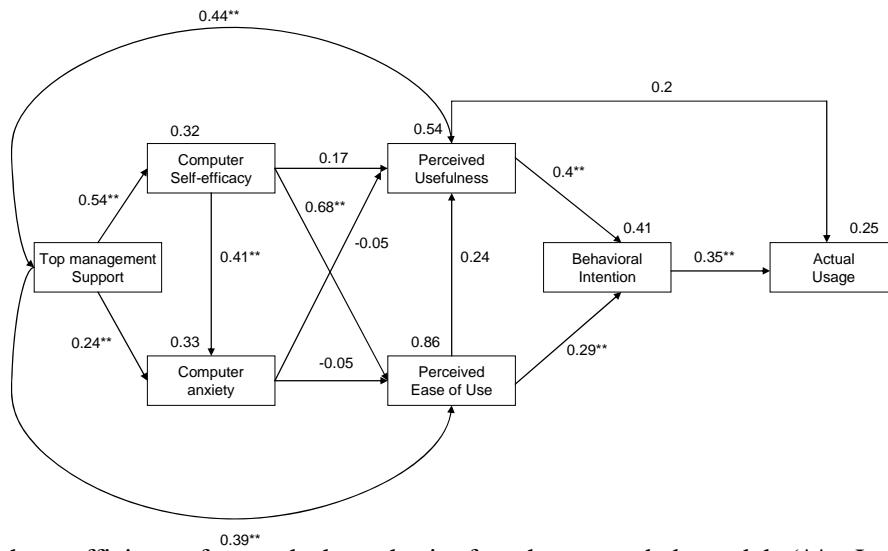 0.44**
0.2
0.32
0.54
Computer
Self-efficacy
0.17
Perceived
Usefulness
0.4**
0.54**
0.68**
-0.05
0.41
0.25
Top management
Support
0.41**
0.24
Behavioral
Intention
0.35**
Actual
Usage
0.24**
0.33
0.86
0.29**
Computer
anxiety
-0.05
Perceived
Ease of Use
0.39**